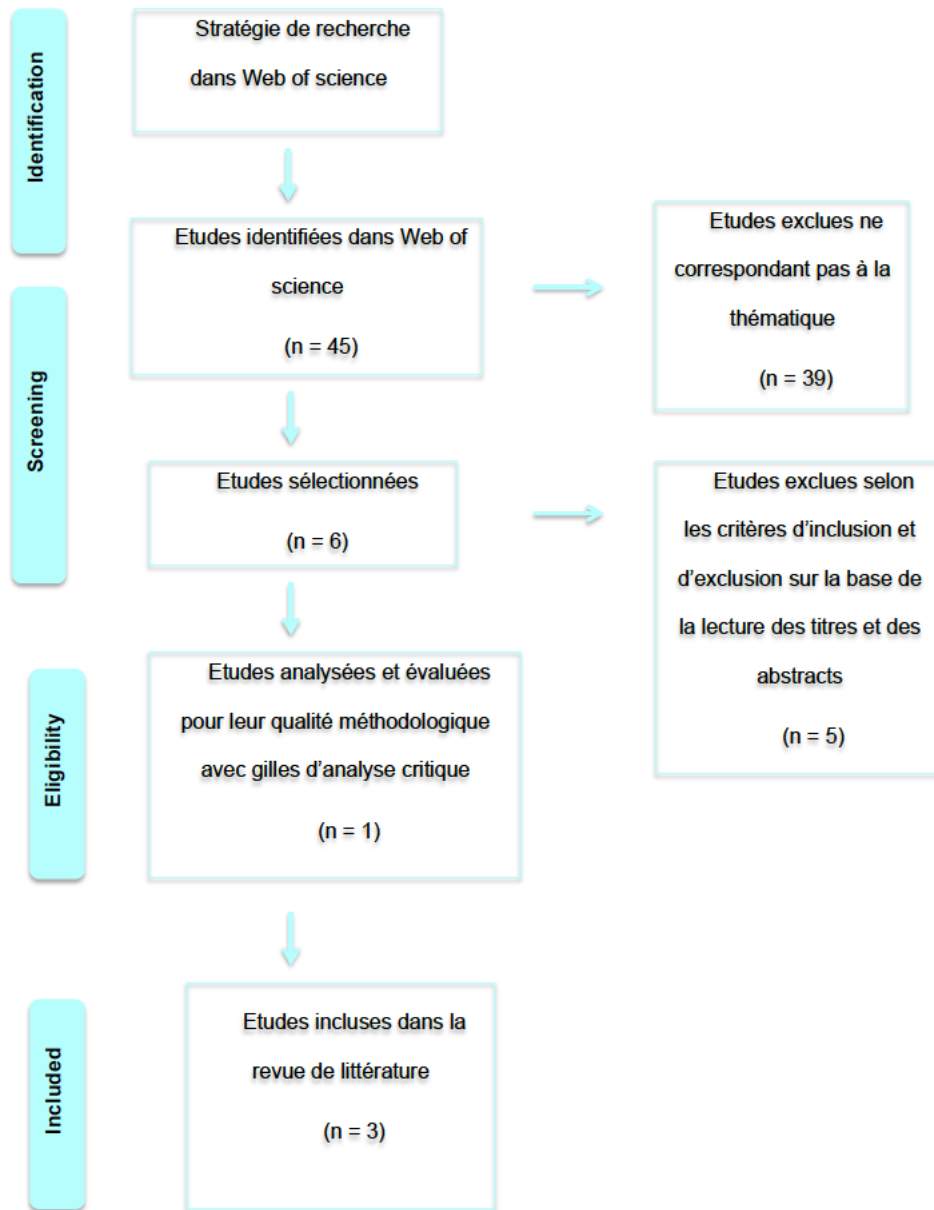 Identification
Stratégie de recherche
dans Web of science
Etudes identifiées dans Web of
science
(n = 45)
Etudes exclues ne
correspondant pas à la
thématique
(n = 39)
Screening
Etudes sélectionnées
(n = 6)
Etudes exclues selon
les critères d'inclusion et
d'exclusion sur la base de
la lecture des titres et des
abstracts
(n = 5)
Eligibility
Etudes analysées et évaluées
pour leur qualité méthodologique
avec gilles d'analyse critique
(n = 1)
Included
Etudes incluses dans la
revue de littérature
(n = 3)